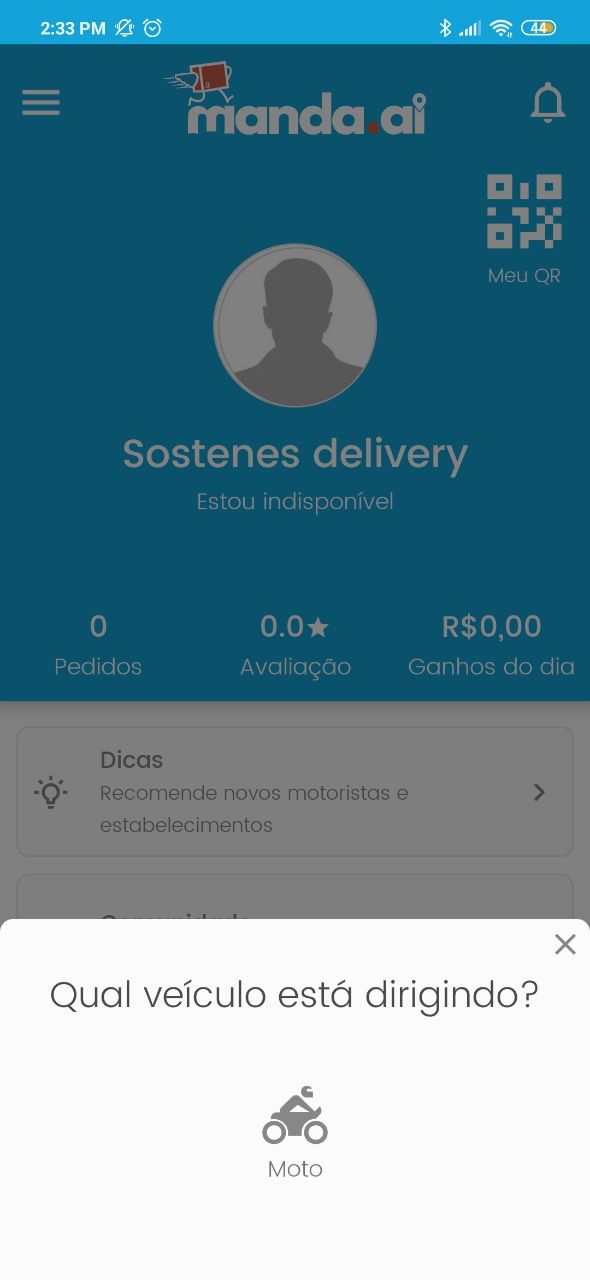 2:33 PM
44
manda.ai
Meu QR
Sostenes delivery
Estou indisponível
0
0.0★
R$0,00
Pedidos
Avaliação
Ganhos do dia
Dicas
Recomende novos motoristas e
estabelecimentos
Comunidade
Qual veículo está dirigindo?
Moto